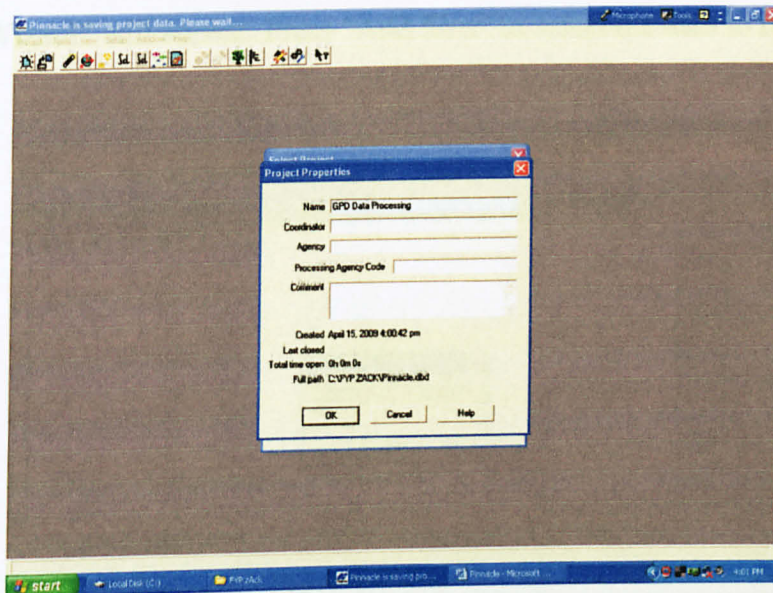 Pinnacle is saving project data. Please wait...
Microphone Tools
Select Project
Project Properties
Name GPD Data Processing
Coordinator
Agency
Processing Agency Code
Comment
Created April 15, 2009 4:00:42 pm
Last closed
Total time open 0h 0m 0s
Full path C:\FYP ZACK\Pinnacle.dbd
OK Cancel Help
start Local Disk (C:) FYP zAck Pinnacle is saving pro... Pinnacle - Microsoft ... 4:01 PM